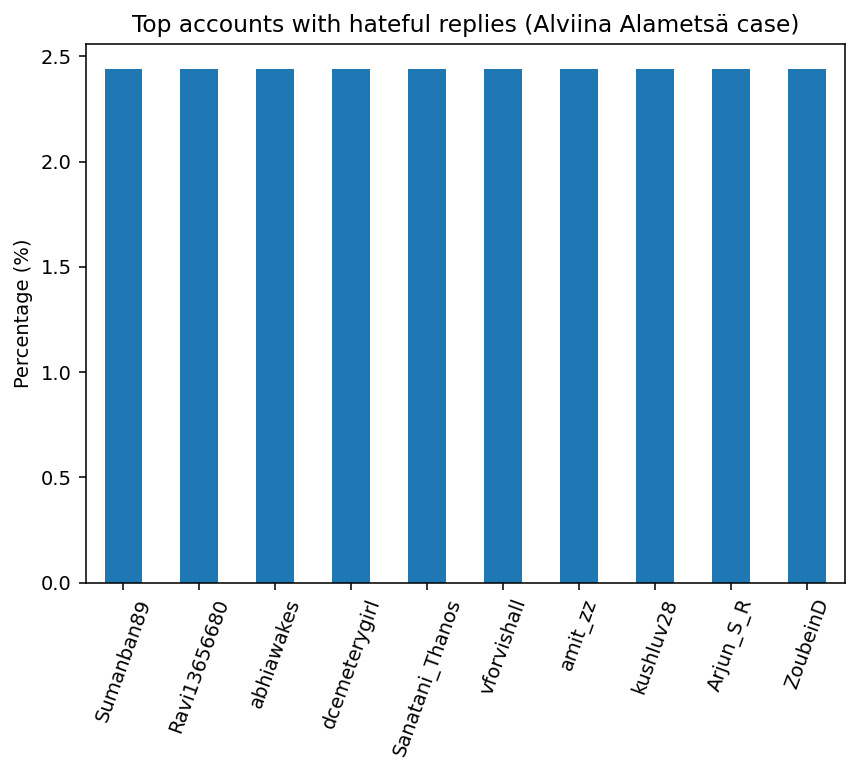 Top accounts with hateful replies (Alviina Alametsä case)
Percentage (%)
2.5
2.0
1.5
1.0
0.5
0.0
Sumanban89
Ravi13656680
abhiawakes
dcemeterygirl
Sanatani_Thanos
vforvishall
amit_zz
kushluv28
Arjun_S_R
ZoubeinD